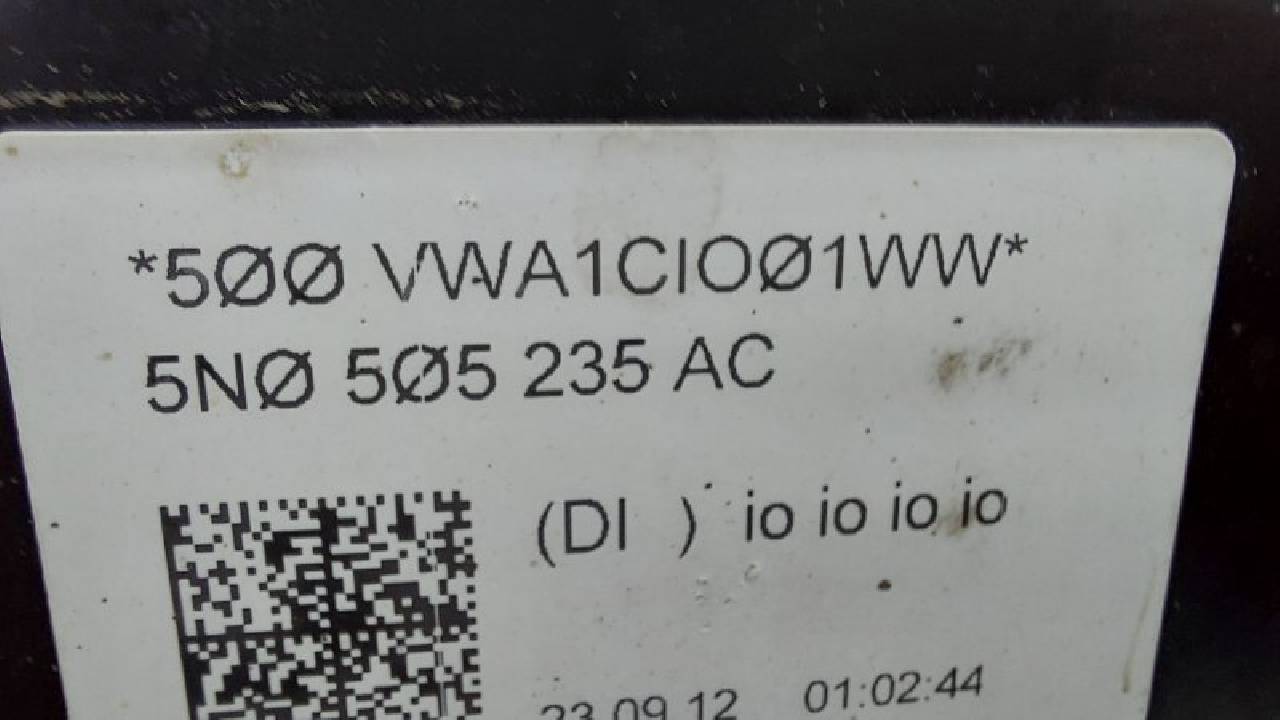 *5ØØ VWA1CIOØ1WW*
5NØ 5Ø5 235 AC
(DI ) io io io io
23.09.12 01:02:44